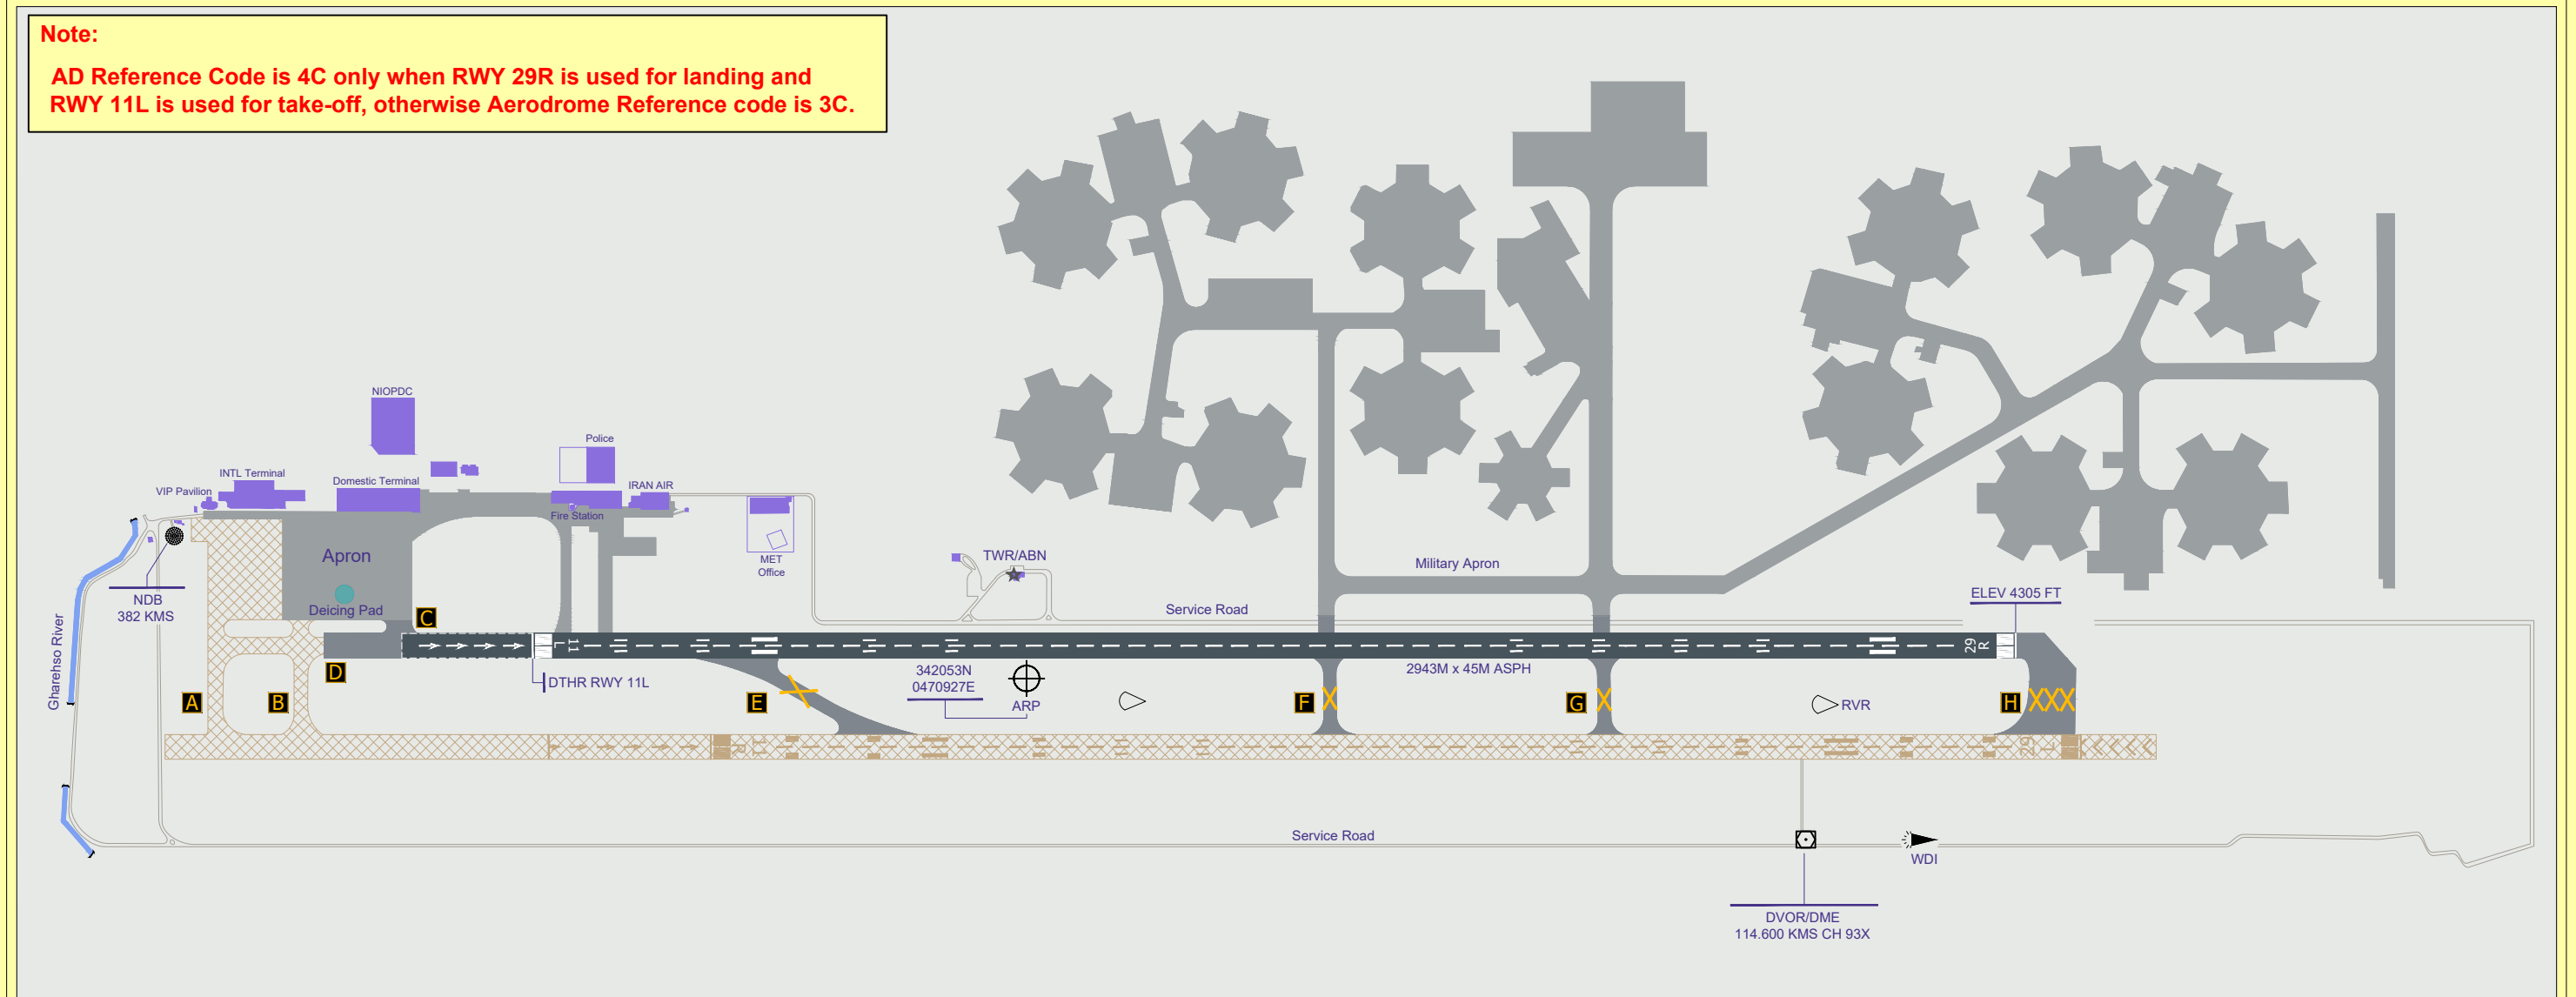 Note:
AD Reference Code is 4C only when RWY 29R is used for landing and
RWY 11L is used for take-off, otherwise Aerodrome Reference code is 3C.
NIOPDC
Police
INTL Terminal
Domestic Terminal
VIP Pavilion
IRAN AIR
Fire Station
Apron
MET
Office
TWR/ABN
Military Apron
NDB
382 KMS
Deicing Pad
Service Road
ELEV 4305 FT
Gharehso River
C
11
L
29
R
D
DTHR RWY 11L
342053N
0470927E
ARP
2943M x 45M ASPH
A
B
E
F
G
RVR
H
11
R
29
L
Service Road
WDI
DVOR/DME
114.600 KMS CH 93X